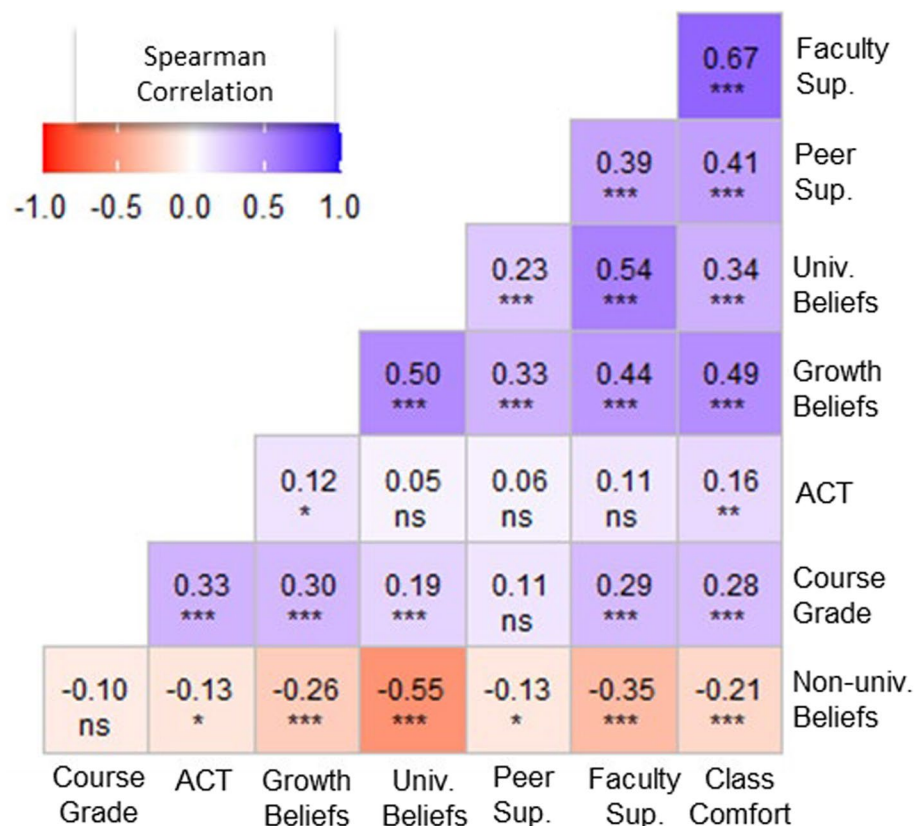 Spearman
Correlation
-1.0 -0.5 0.0 0.5 1.0
0.67
***
Faculty
Sup.
0.39 0.41
*** ***
Peer
Sup.
0.23 0.54 0.34
*** *** ***
Univ.
Beliefs
0.50 0.33 0.44 0.49
*** *** *** ***
Growth
Beliefs
0.12 0.05 0.06 0.11 0.16
* ns ns ns **
ACT
0.33 0.30 0.19 0.11 0.29 0.28
*** *** *** ns *** ***
Course
Grade
-0.10 -0.13 -0.26 -0.55 -0.13 -0.35 -0.21
ns * *** *** * *** ***
Non-univ.
Beliefs
Course
Grade
ACT
Growth
Beliefs
Univ.
Beliefs
Peer
Sup.
Faculty
Sup.
Class
Comfort